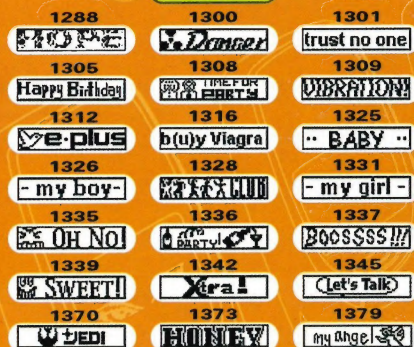 1288 1300 1301
HOPE Danger trust no one
1305 1308 1309
Happy Birthday TIME FOR PARTY VIBRATION!
1312 1316 1325
e-plus b(u)y Viagra •• BABY ••
1326 1328 1331
- my boy- CLUB - my girl -
1335 1336 1337
OH NO! PARTY! BOOSSSS!!!
1339 1342 1345
SWEET! Xtra! (Let's Talk)
1370 1373 1379
JEDI HONEY my angel